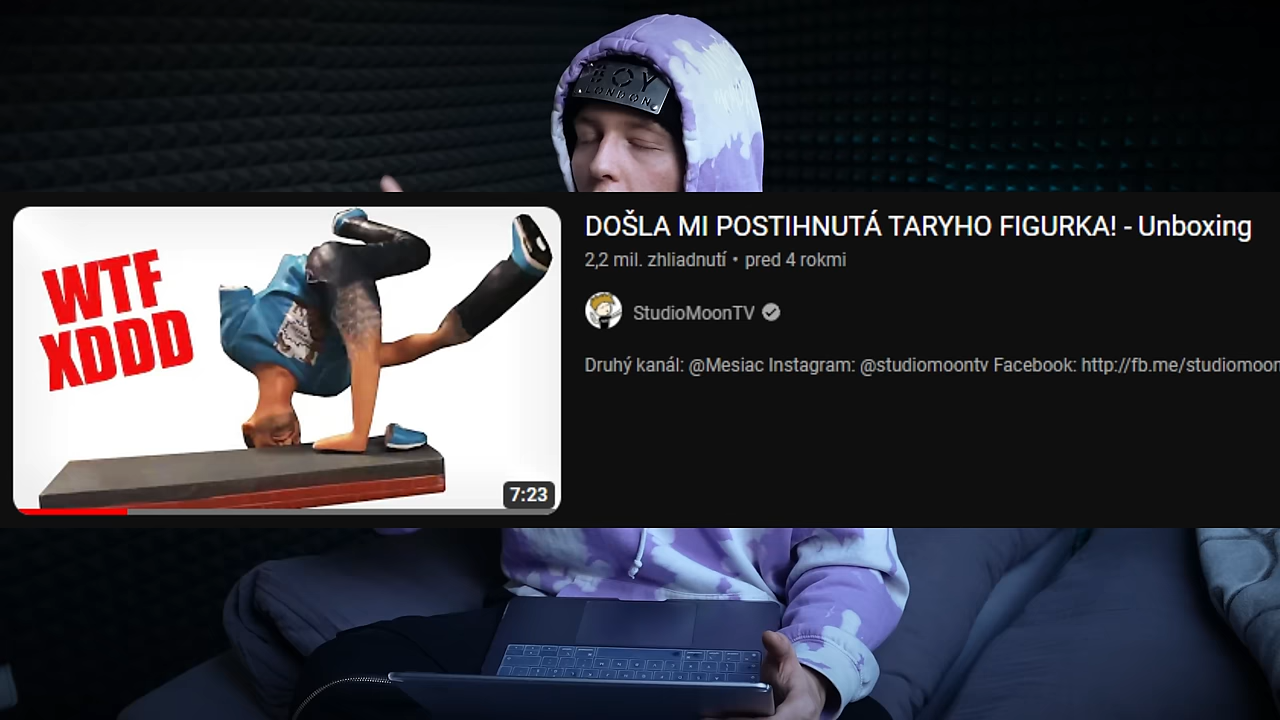 BOY
LONDON
WTF
XDDD
7:23
DOŠLA MI POSTIHNUTÁ TARYHO FIGURKA! - Unboxing
2,2 mil. zhliadnutí • pred 4 rokmi
StudioMoonTV
Druhý kanál: @Mesiac Instagram: @studiomoontv Facebook: http://fb.me/studiomoon